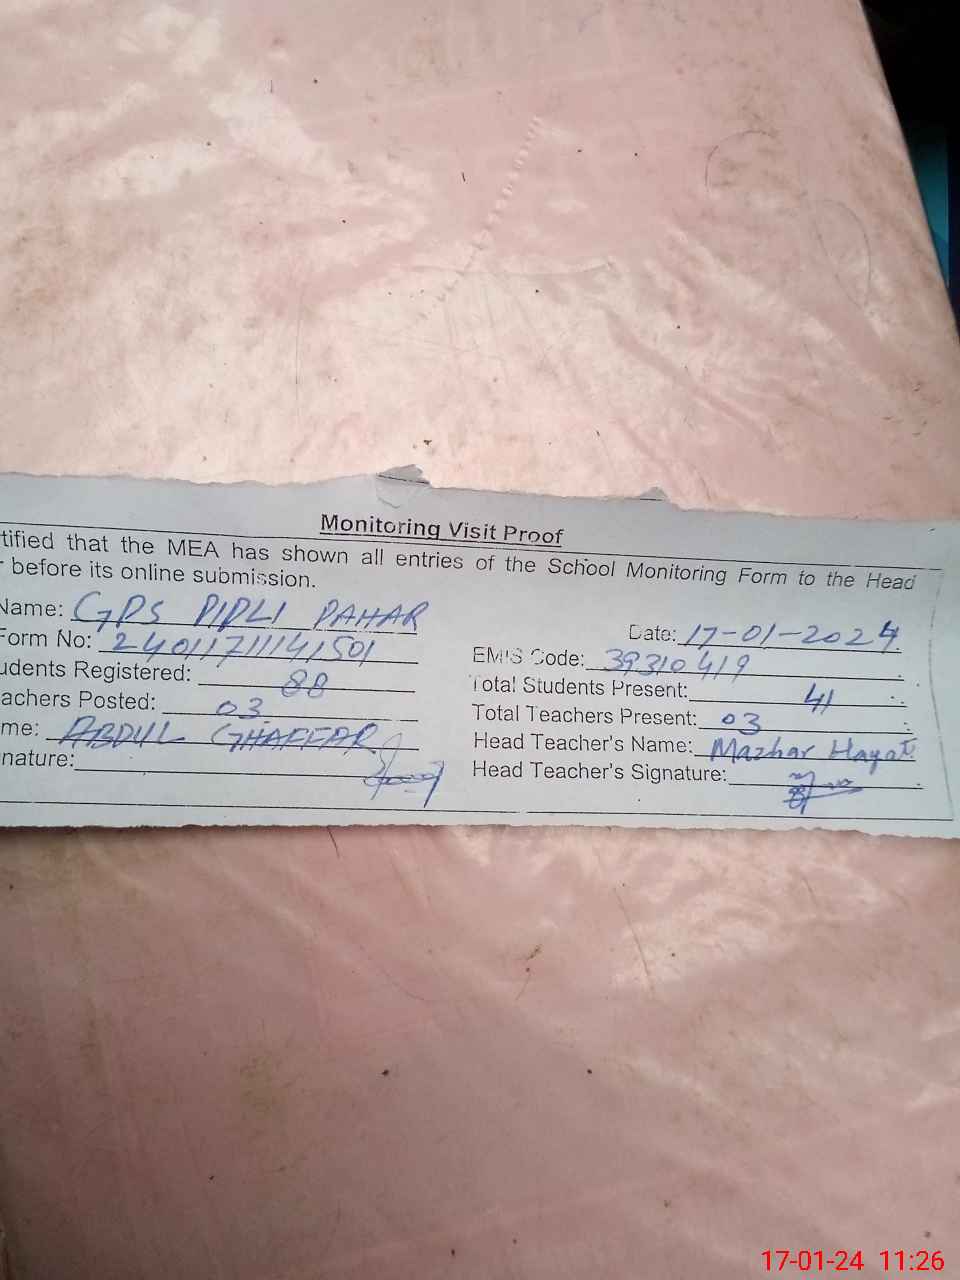 Monitoring Visit Proof
tified that the MEA has shown all entries of the School Monitoring Form to the Head
before its online submission.
Name: GPS PIPLI PAHAR
Date: 17-01-2024
Form No: 24011711141501
EMIS Code: 39310419
udents Registered: 88
Total Students Present: 41
achers Posted: 03
Total Teachers Present: 03
me: ABDUL GHAFFAR
Head Teacher's Name: Mazhar Hayat
nature:
Head Teacher's Signature:
17-01-24 11:26